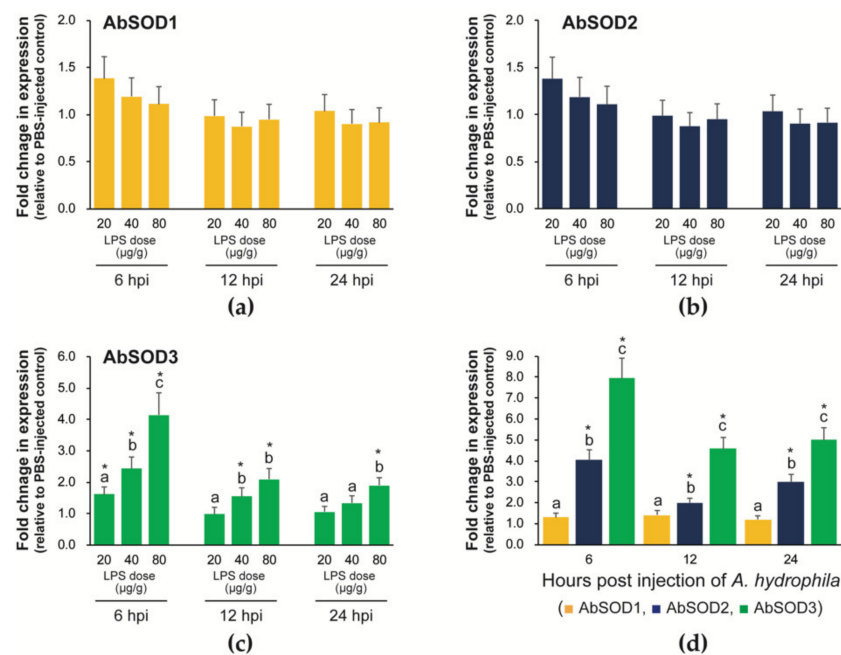 AbSOD1
Fold chnage in expression
(relative to PBS-injected control)
2.0
1.5
1.0
0.5
0.0
20 40 80 20 40 80 20 40 80
LPS dose LPS dose LPS dose
(µg/g) (µg/g) (µg/g)
6 hpi 12 hpi 24 hpi
(a)
AbSOD2
Fold chnage in expression
(relative to PBS-injected control)
2.0
1.5
1.0
0.5
0.0
20 40 80 20 40 80 20 40 80
LPS dose LPS dose LPS dose
(µg/g) (µg/g) (µg/g)
6 hpi 12 hpi 24 hpi
(b)
AbSOD3
Fold chnage in expression
(relative to PBS-injected control)
6.0
5.0
4.0
3.0
2.0
1.0
0.0
* * * * * *
a b c a b b a a b
20 40 80 20 40 80 20 40 80
LPS dose LPS dose LPS dose
(µg/g) (µg/g) (µg/g)
6 hpi 12 hpi 24 hpi
(c)
Fold chnage in expression
(relative to PBS-injected control)
9.0
8.0
7.0
6.0
5.0
4.0
3.0
2.0
1.0
0.0
* * * * * *
a b c a b c a b c
6 12 24
Hours post injection of A. hydrophila
( AbSOD1, AbSOD2, AbSOD3)
(d)